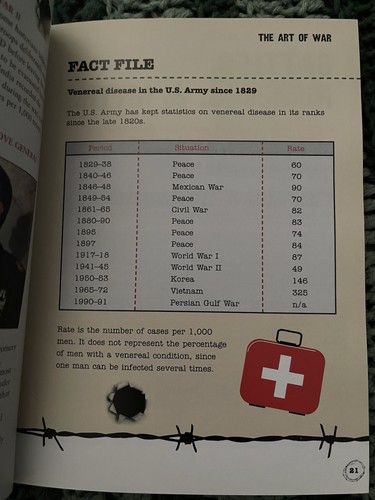 THE ART OF WAR
FACT FILE
Venereal disease in the U.S. Army since 1829
The U.S. Army has kept statistics on venereal disease in its ranks
since the late 1820s.
Period Situation Rate
1829–38 Peace 60
1840–46 Peace 70
1846–48 Mexican War 90
1849–54 Peace 70
1861–65 Civil War 82
1880–90 Peace 83
1895 Peace 74
1897 Peace 84
1917–18 World War I 87
1941–45 World War II 49
1950–53 Korea 146
1965–72 Vietnam 325
1990–91 Persian Gulf War n/a
Rate is the number of cases per 1,000
men. It does not represent the percentage
of men with a venereal condition, since
one man can be infected several times.
21